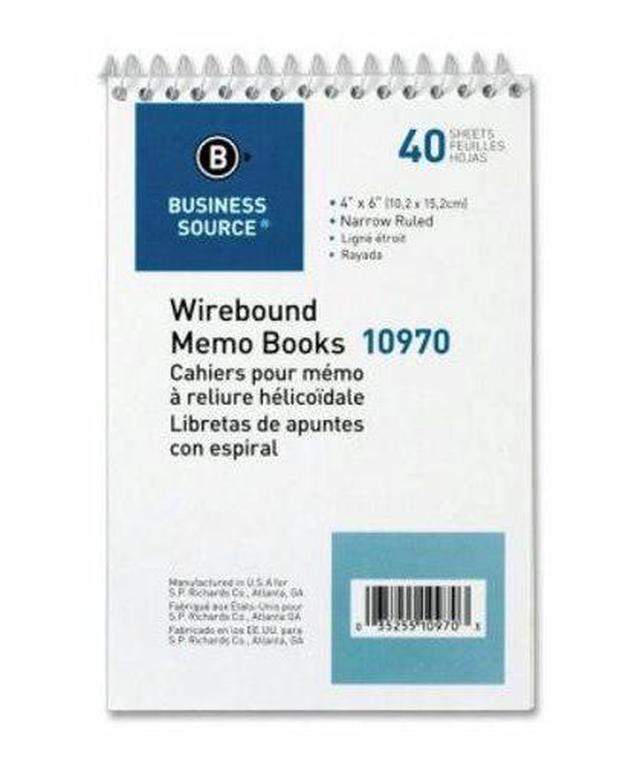 B
BUSINESS
SOURCE®
40 SHEETS
FEUILLES
HOJAS
• 4" x 6" (10,2 x 15,2cm)
• Narrow Ruled
• Ligné étroit
• Rayada
Wirebound
Memo Books 10970
Cahiers pour mémo
à reliure hélicoïdale
Libretas de apuntes
con espiral
Manufactured in U.S.A for
S.P. Richards Co., Atlanta, GA
Fabriqué aux États-Unis pour
S.P. Richards Co., Atlanta, GA
Fabricado en los EE.UU. para
S.P. Richards Co., Atlanta, GA
0 35255 10970